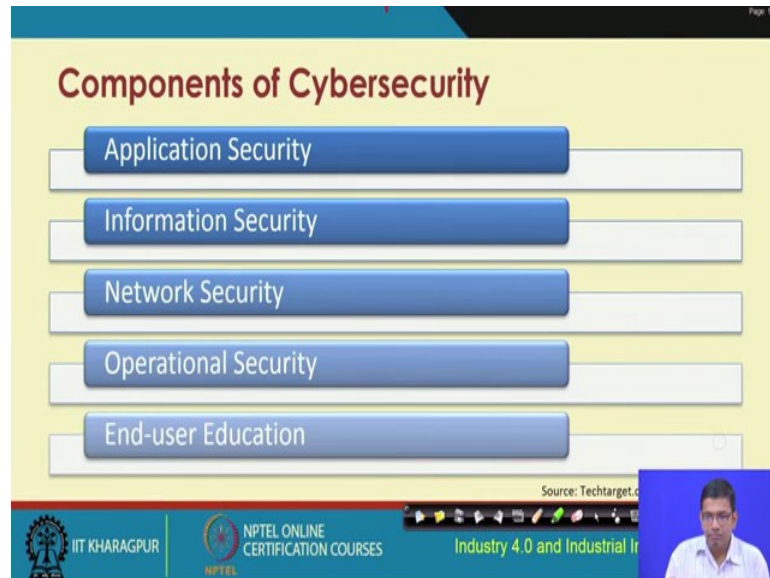 Page: 1
Components of Cybersecurity
Application Security
Information Security
Network Security
Operational Security
End-user Education
Source: Techtarget.
IIT KHARAGPUR
NPTEL ONLINE
CERTIFICATION COURSES
NPTEL
Industry 4.0 and Industrial